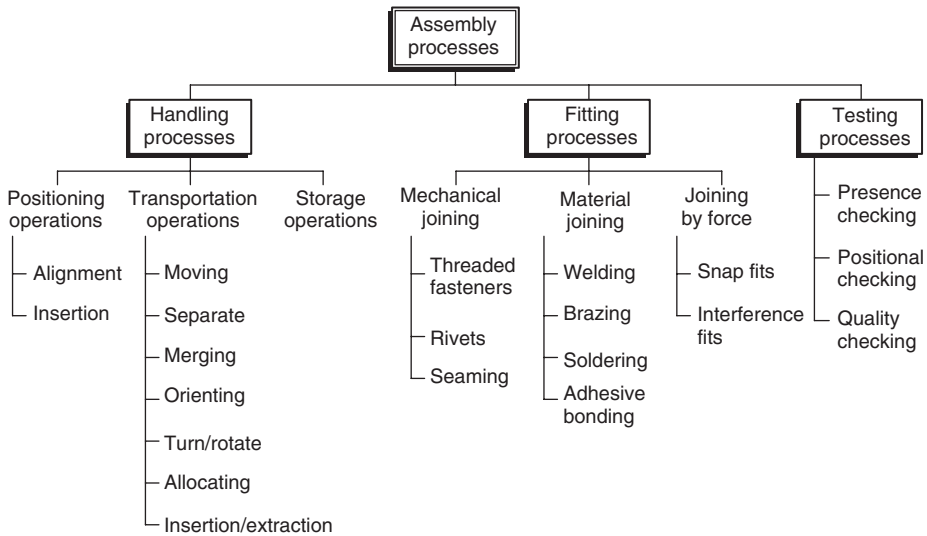 Assembly
processes
Handling
processes
Fitting
processes
Testing
processes
Positioning
operations
Alignment
Insertion
Transportation
operations
Moving
Separate
Merging
Orienting
Turn/rotate
Allocating
Insertion/extraction
Storage
operations
Mechanical
joining
Threaded
fasteners
Rivets
Seaming
Material
joining
Welding
Brazing
Soldering
Adhesive
bonding
Joining
by force
Snap fits
Interference
fits
Presence
checking
Positional
checking
Quality
checking